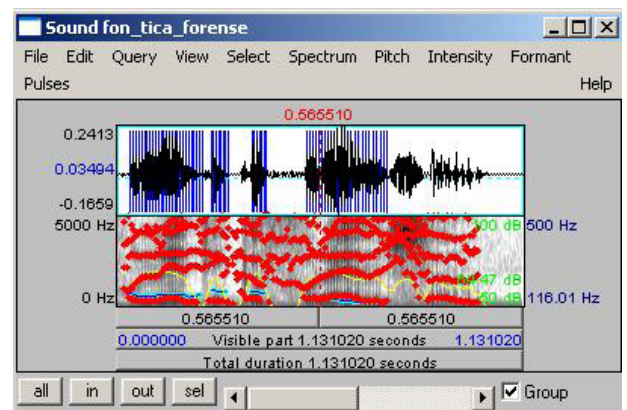 Sound fon_tica_forense
File Edit Query View Select Spectrum Pitch Intensity Formant
Pulses Help
0.565510
0.2413
0.03494
-0.1659
5000 Hz 100 dB 500 Hz
0 Hz 50 dB 116.01 Hz
0.565510 0.565510
0.000000 Visible part 1.131020 seconds 1.131020
Total duration 1.131020 seconds
all in out sel Group